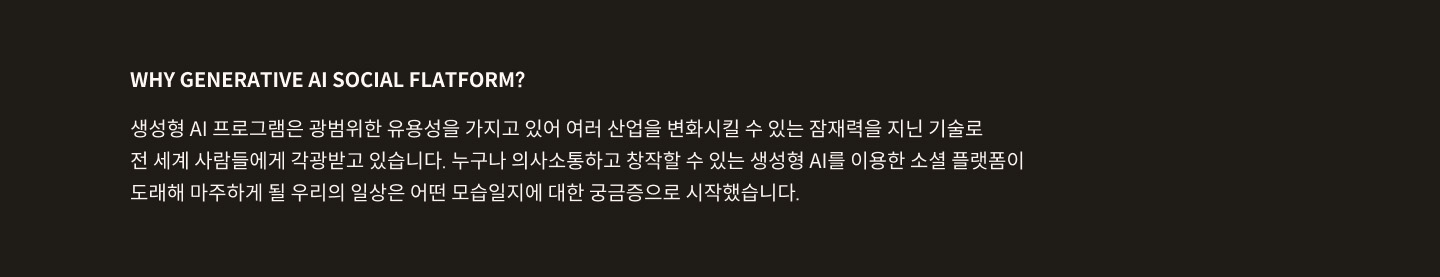 WHY GENERATIVE AI SOCIAL FLATFORM?
생성형 AI 프로그램은 광범위한 유용성을 가지고 있어 여러 산업을 변화시킬 수 있는 잠재력을 지닌 기술로
전 세계 사람들에게 각광받고 있습니다. 누구나 의사소통하고 창작할 수 있는 생성형 AI를 이용한 소셜 플랫폼이
도래해 마주하게 될 우리의 일상은 어떤 모습일지에 대한 궁금증으로 시작했습니다.